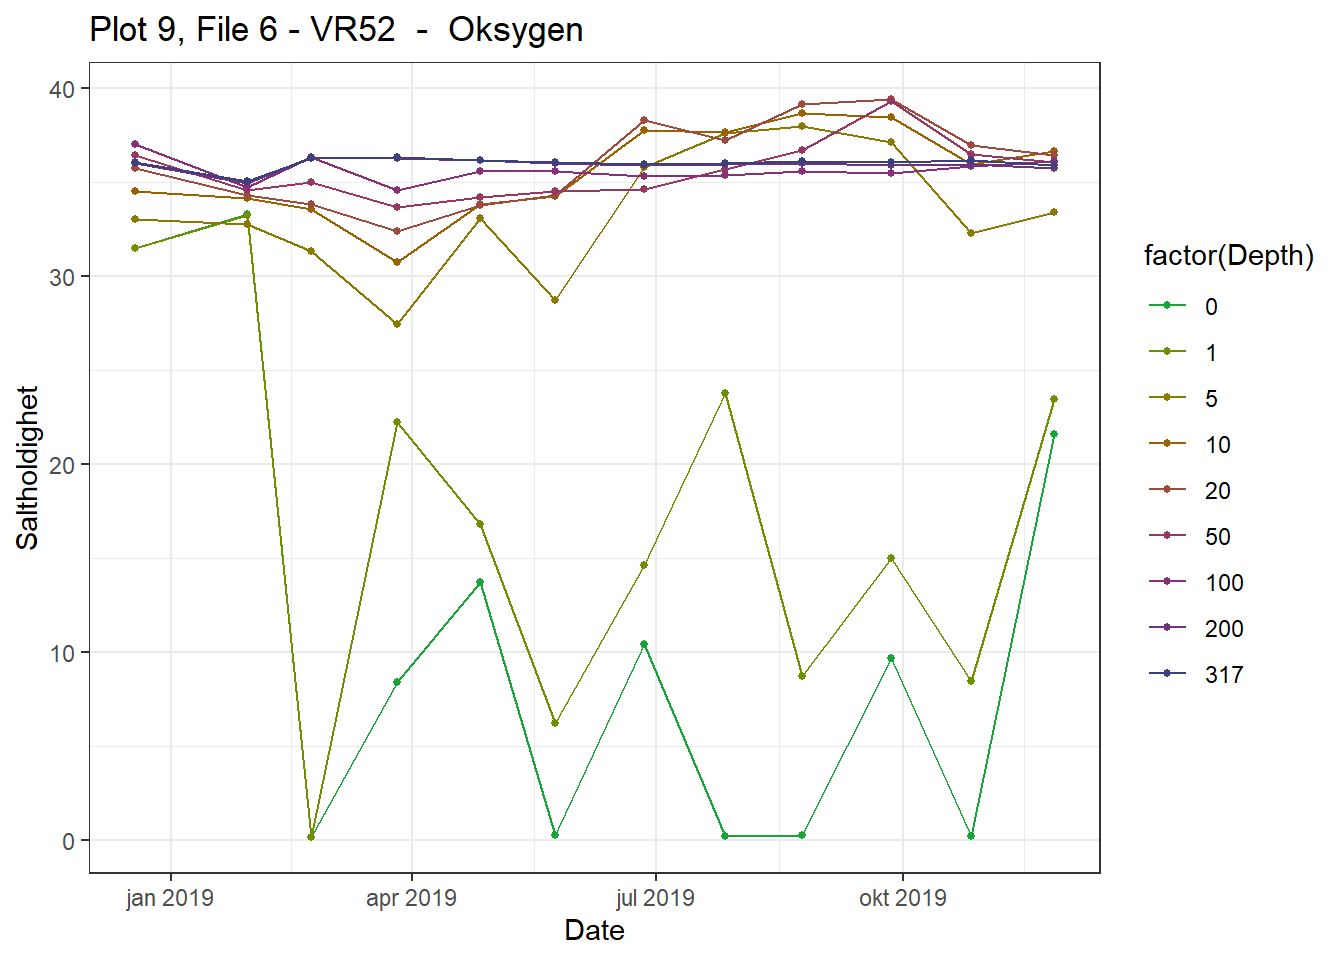 Plot 9, File 6 - VR52  -  Oksygen
40
30
20
10
0
Saltholdighet
jan 2019
apr 2019
jul 2019
okt 2019
Date
factor(Depth)
0
1
5
10
20
50
100
200
317